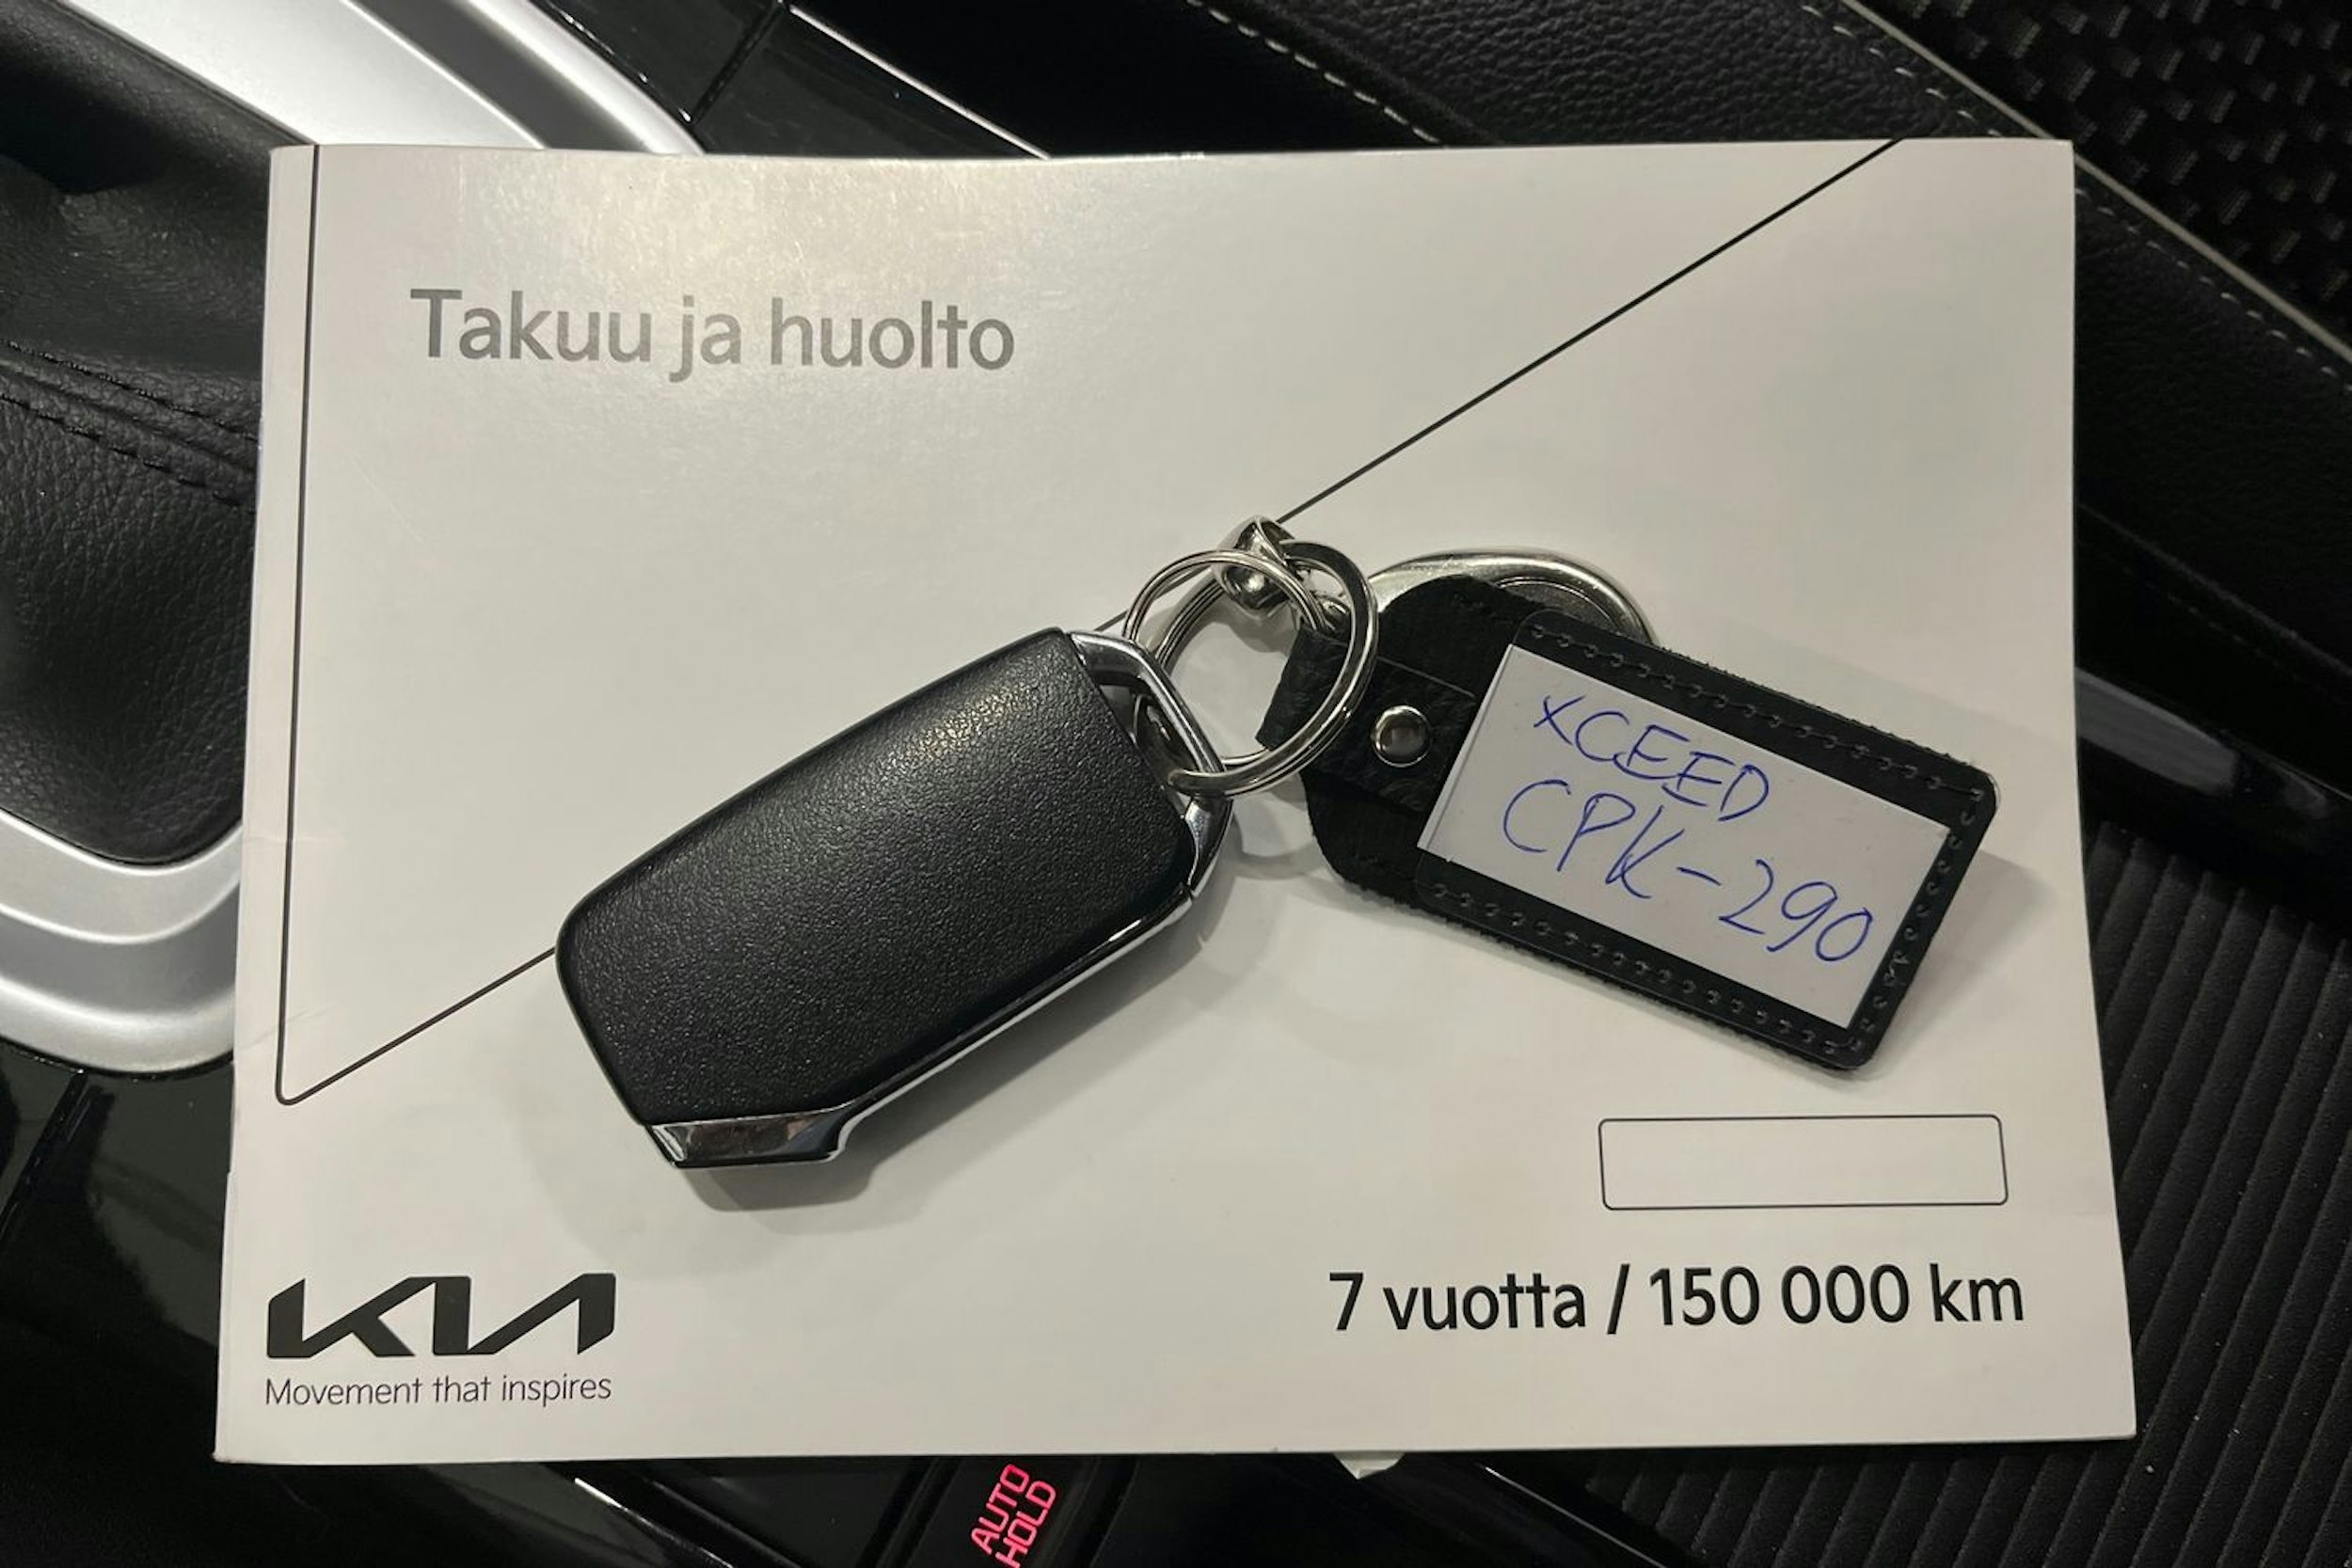 Takuu ja huolto
XCEED
CPK-290
7 vuotta / 150 000 km
KIA
Movement that inspires
AUTO
HOLD